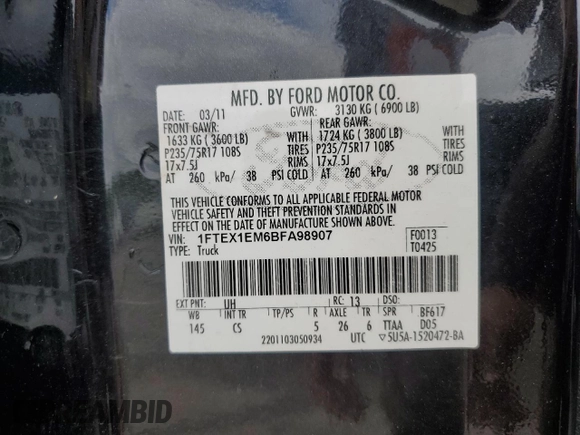 MFD. BY FORD MOTOR CO.
DATE: 03/11 GVWR: 3130 KG ( 6900 LB)
FRONT GAWR: REAR GAWR:
1633 KG ( 3600 LB) WITH 1724 KG ( 3800 LB) WITH
P235/75R17 108S TIRES P235/75R17 108S TIRES
17x7.5J RIMS 17x7.5J RIMS
AT 260 kPa/ 38 PSI COLD AT 260 kPa/ 38 PSI COLD
THIS VEHICLE CONFORMS TO ALL APPLICABLE FEDERAL MOTOR
VEHICLE SAFETY AND THEFT PREVENTION STANDARDS IN
EFFECT ON THE DATE OF MANUFACTURE SHOWN ABOVE.
VIN: 1FTEX1EM6BFA98907 F0013
TYPE: Truck T0425
EXT PNT: UH RC: 13 DSO:
WB INT TR TP/PS R AXLE TR SPR BF617
145 CS 5 26 6 TTAA D05
2201103050934 UTC 5U5A-1520472-BA